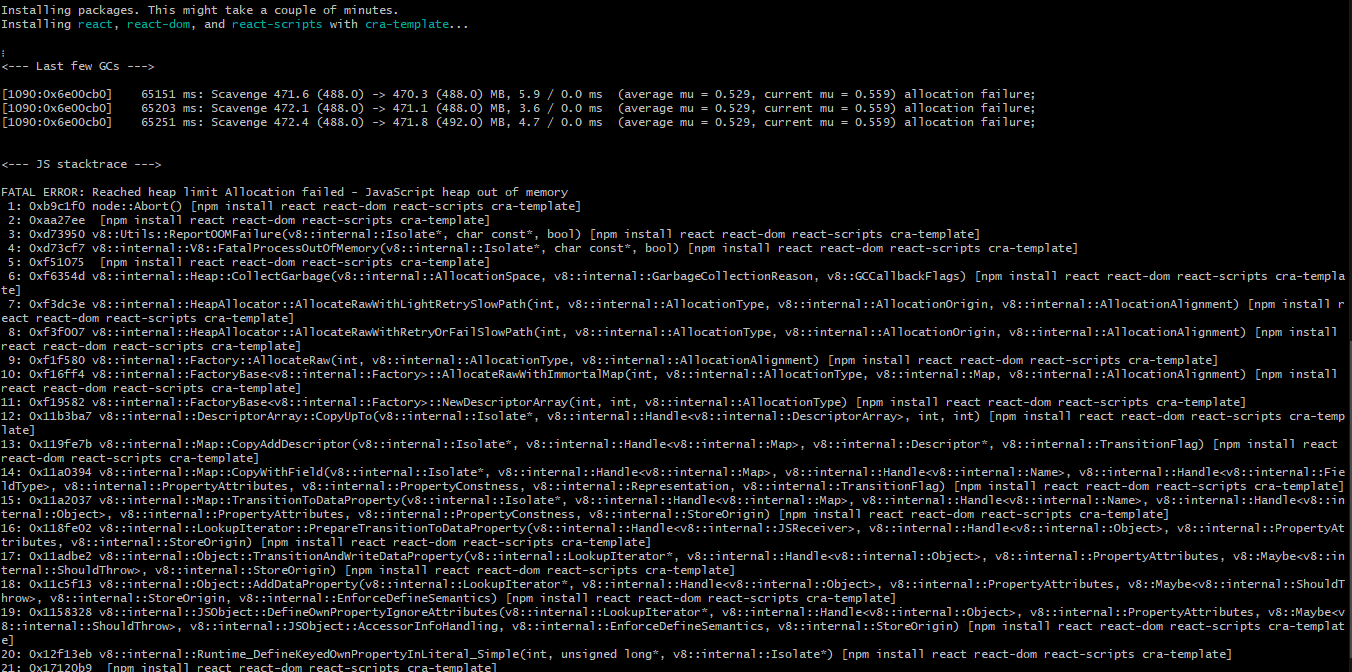 Installing packages. This might take a couple of minutes.
Installing react, react-dom, and react-scripts with cra-template...
⸽
<--- Last few GCs --->
[1090:0x6e00cb0]    65151 ms: Scavenge 471.6 (488.0) -> 470.3 (488.0) MB, 5.9 / 0.0 ms  (average mu = 0.529, current mu = 0.559) allocation failure;
[1090:0x6e00cb0]    65203 ms: Scavenge 472.1 (488.0) -> 471.1 (488.0) MB, 3.6 / 0.0 ms  (average mu = 0.529, current mu = 0.559) allocation failure;
[1090:0x6e00cb0]    65251 ms: Scavenge 472.4 (488.0) -> 471.8 (492.0) MB, 4.7 / 0.0 ms  (average mu = 0.529, current mu = 0.559) allocation failure;
<--- JS stacktrace --->
FATAL ERROR: Reached heap limit Allocation failed - JavaScript heap out of memory
 1: 0xb9c1f0 node::Abort() [npm install react react-dom react-scripts cra-template]
 2: 0xaa27ee  [npm install react react-dom react-scripts cra-template]
 3: 0xd73950 v8::Utils::ReportOOMFailure(v8::internal::Isolate*, char const*, bool) [npm install react react-dom react-scripts cra-template]
 4: 0xd73cf7 v8::internal::V8::FatalProcessOutOfMemory(v8::internal::Isolate*, char const*, bool) [npm install react react-dom react-scripts cra-template]
 5: 0xf51075  [npm install react react-dom react-scripts cra-template]
 6: 0xf6354d v8::internal::Heap::CollectGarbage(v8::internal::AllocationSpace, v8::internal::GarbageCollectionReason, v8::GCCallbackFlags) [npm install react react-dom react-scripts cra-templa
te]
 7: 0xf3dc3e v8::internal::HeapAllocator::AllocateRawWithLightRetrySlowPath(int, v8::internal::AllocationType, v8::internal::AllocationOrigin, v8::internal::AllocationAlignment) [npm install r
eact react-dom react-scripts cra-template]
 8: 0xf3f007 v8::internal::HeapAllocator::AllocateRawWithRetryOrFailSlowPath(int, v8::internal::AllocationType, v8::internal::AllocationOrigin, v8::internal::AllocationAlignment) [npm install 
react react-dom react-scripts cra-template]
 9: 0xf1f580 v8::internal::Factory::AllocateRaw(int, v8::internal::AllocationType, v8::internal::AllocationAlignment) [npm install react react-dom react-scripts cra-template]
10: 0xf16ff4 v8::internal::FactoryBase<v8::internal::Factory>::AllocateRawWithImmortalMap(int, v8::internal::AllocationType, v8::internal::Map, v8::internal::AllocationAlignment) [npm install 
react react-dom react-scripts cra-template]
11: 0xf19582 v8::internal::FactoryBase<v8::internal::Factory>::NewDescriptorArray(int, int, v8::internal::AllocationType) [npm install react react-dom react-scripts cra-template]
12: 0x11b3ba7 v8::internal::DescriptorArray::CopyUpTo(v8::internal::Isolate*, v8::internal::Handle<v8::internal::DescriptorArray>, int, int) [npm install react react-dom react-scripts cra-temp
late]
13: 0x119fe7b v8::internal::Map::CopyAddDescriptor(v8::internal::Isolate*, v8::internal::Handle<v8::internal::Map>, v8::internal::Descriptor*, v8::internal::TransitionFlag) [npm install react 
react-dom react-scripts cra-template]
14: 0x11a0394 v8::internal::Map::CopyWithField(v8::internal::Isolate*, v8::internal::Handle<v8::internal::Map>, v8::internal::Handle<v8::internal::Name>, v8::internal::Handle<v8::internal::Fie
ldType>, v8::internal::PropertyAttributes, v8::internal::PropertyConstness, v8::internal::Representation, v8::internal::TransitionFlag) [npm install react react-dom react-scripts cra-template]
15: 0x11a2037 v8::internal::Map::TransitionToDataProperty(v8::internal::Isolate*, v8::internal::Handle<v8::internal::Map>, v8::internal::Handle<v8::internal::Name>, v8::internal::Handle<v8::in
ternal::Object>, v8::internal::PropertyAttributes, v8::internal::PropertyConstness, v8::internal::StoreOrigin) [npm install react react-dom react-scripts cra-template]
16: 0x118fe02 v8::internal::LookupIterator::PrepareTransitionToDataProperty(v8::internal::Handle<v8::internal::JSReceiver>, v8::internal::Handle<v8::internal::Object>, v8::internal::PropertyAt
tributes, v8::internal::StoreOrigin) [npm install react react-dom react-scripts cra-template]
17: 0x11adbe2 v8::internal::Object::TransitionAndWriteDataProperty(v8::internal::LookupIterator*, v8::internal::Handle<v8::internal::Object>, v8::internal::PropertyAttributes, v8::Maybe<v8::in
ternal::ShouldThrow>, v8::internal::StoreOrigin) [npm install react react-dom react-scripts cra-template]
18: 0x11c5f13 v8::internal::Object::AddDataProperty(v8::internal::LookupIterator*, v8::internal::Handle<v8::internal::Object>, v8::internal::PropertyAttributes, v8::Maybe<v8::internal::ShouldT
hrow>, v8::internal::StoreOrigin, v8::internal::EnforceDefineSemantics) [npm install react react-dom react-scripts cra-template]
19: 0x1158328 v8::internal::JSObject::DefineOwnPropertyIgnoreAttributes(v8::internal::LookupIterator*, v8::internal::Handle<v8::internal::Object>, v8::internal::PropertyAttributes, v8::Maybe<v
8::internal::ShouldThrow>, v8::internal::JSObject::AccessorInfoHandling, v8::internal::EnforceDefineSemantics, v8::internal::StoreOrigin) [npm install react react-dom react-scripts cra-templat
e]
20: 0x12f13eb v8::internal::Runtime_DefineKeyedOwnPropertyInLiteral_Simple(int, unsigned long*, v8::internal::Isolate*) [npm install react react-dom react-scripts cra-template]
21: 0x17120b9  [npm install react react-dom react-scripts cra-template]